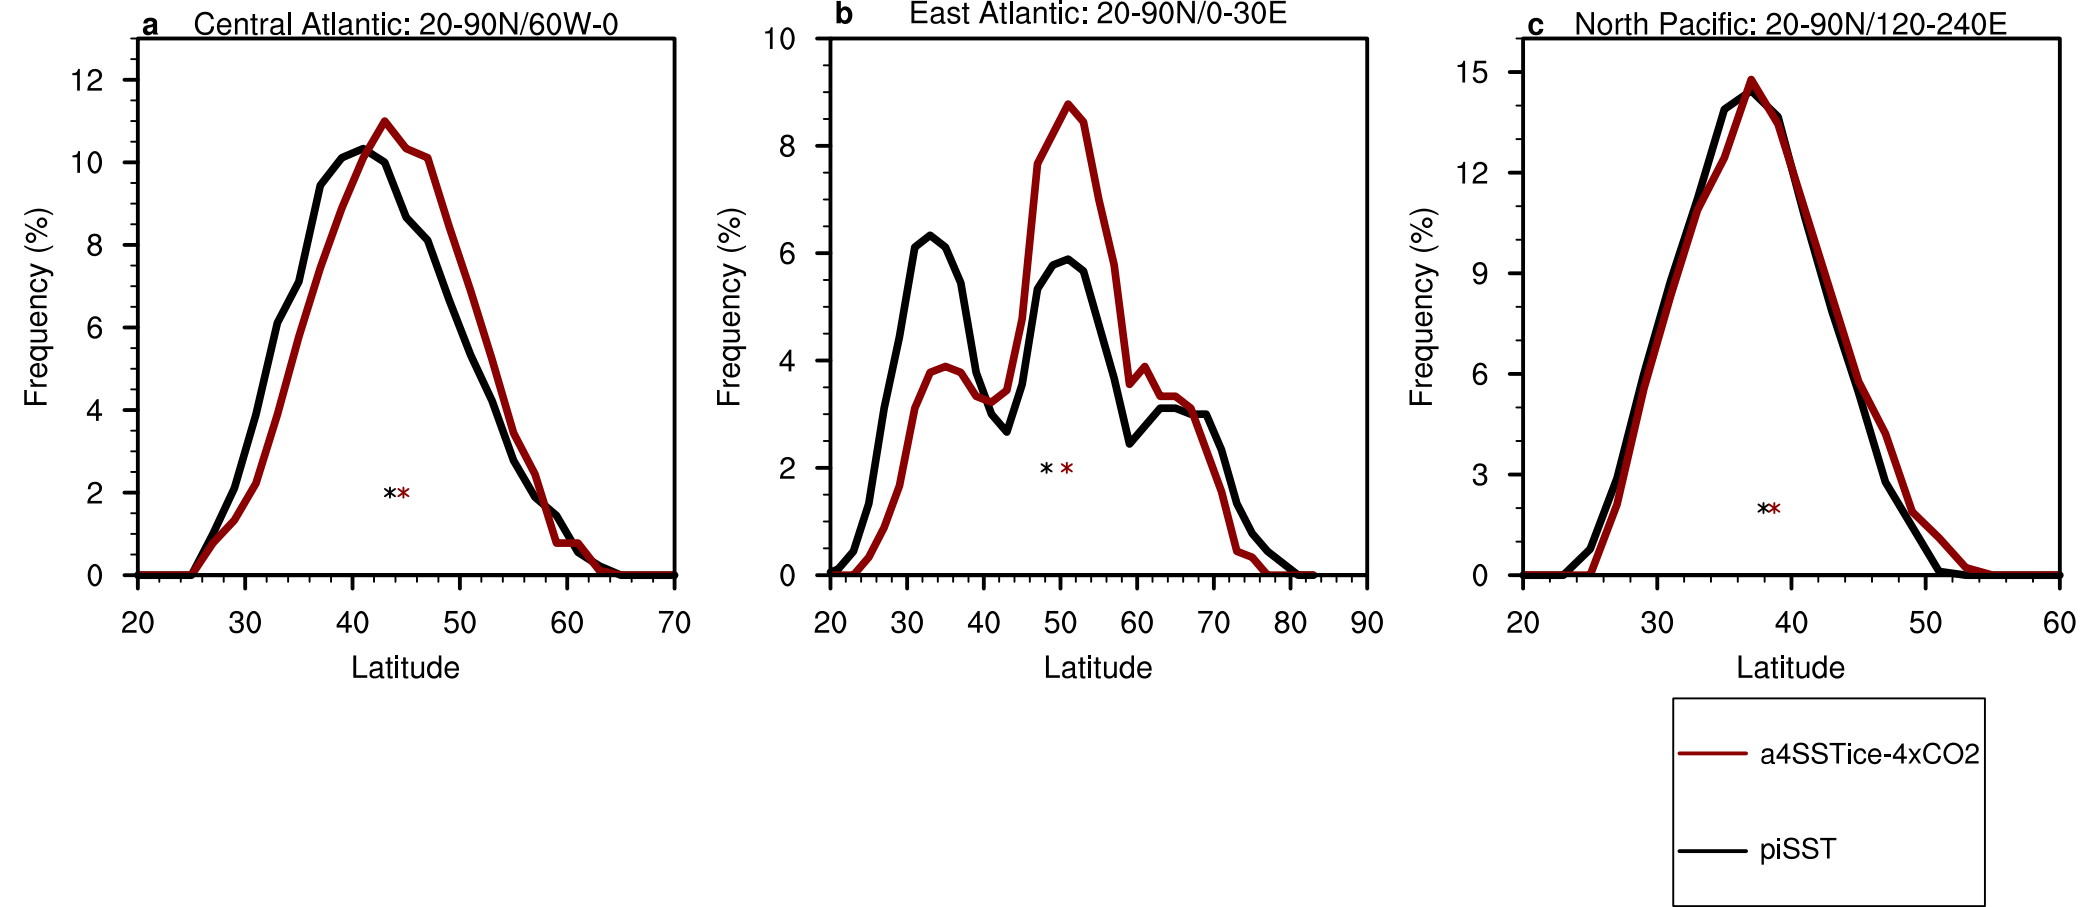 a Central Atlantic: 20-90N/60W-0
b East Atlantic: 20-90N/0-30E
c North Pacific: 20-90N/120-240E
Frequency (%)
12
10
8
6
4
2
0
20 30 40 50 60 70
Latitude
Frequency (%)
10
8
6
4
2
0
20 30 40 50 60 70 80 90
Latitude
Frequency (%)
15
12
9
6
3
0
20 30 40 50 60
Latitude
a4SSTice-4xCO2
piSST